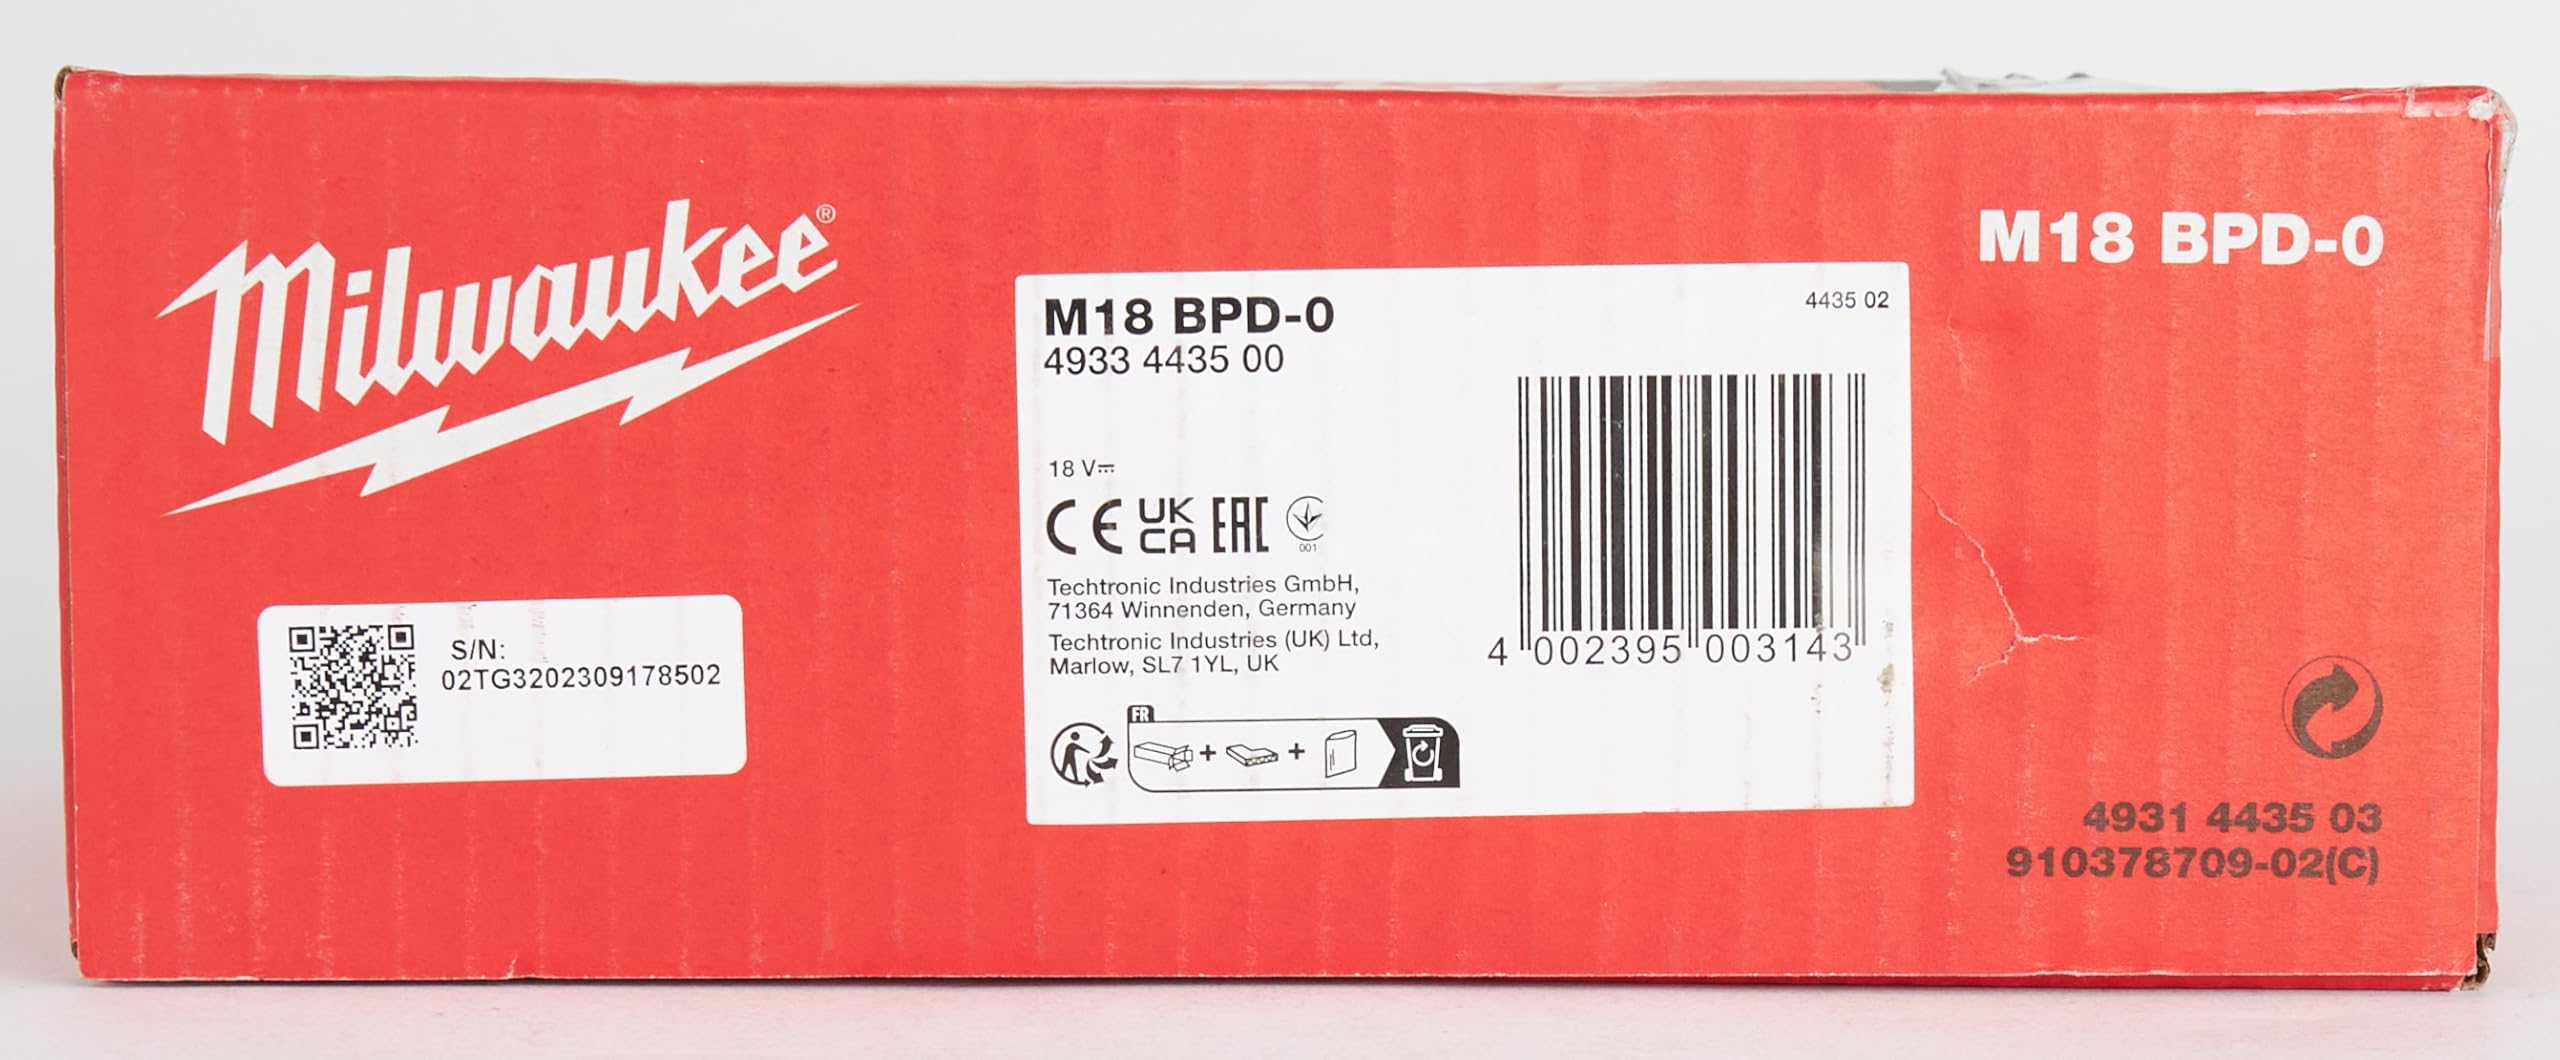 Milwaukee®
M18 BPD-0
M18 BPD-0
4933 4435 00
4435 02
18 V⎓
CE UK CA EAC
001
Techtronic Industries GmbH,
71364 Winnenden, Germany
Techtronic Industries (UK) Ltd,
Marlow, SL7 1YL, UK
4 002395 003143
FR
S/N:
02TG3202309178502
4931 4435 03
910378709-02(C)